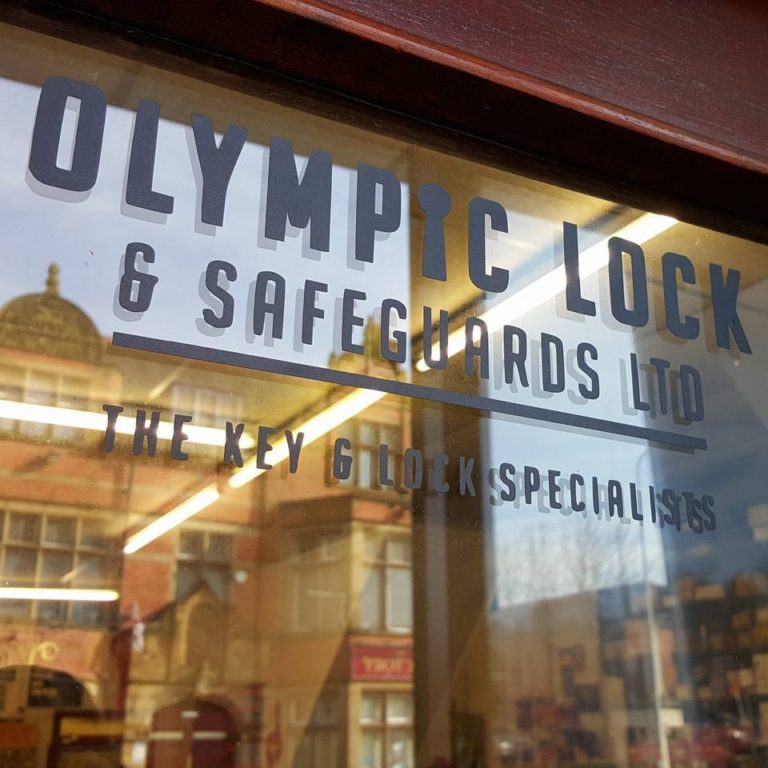 OLYMPIC LOCK
& SAFEGUARDS LTD
THE KEY & LOCK SPECIALISTS